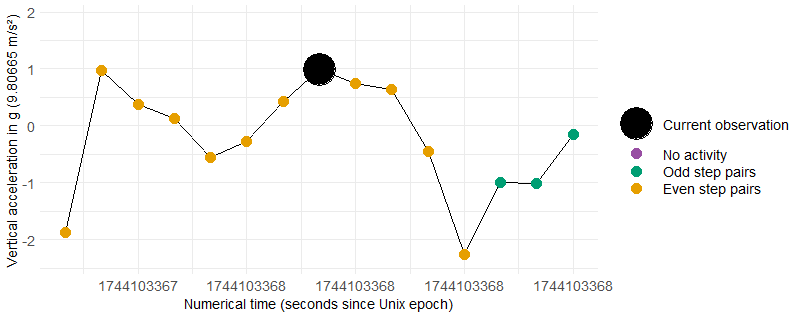 Vertical acceleration in g (9.80665 m/s²)
2
1
0
-1
-2
1744103367 1744103368 1744103368 1744103368 1744103368
Numerical time (seconds since Unix epoch)
Current observation
No activity
Odd step pairs
Even step pairs